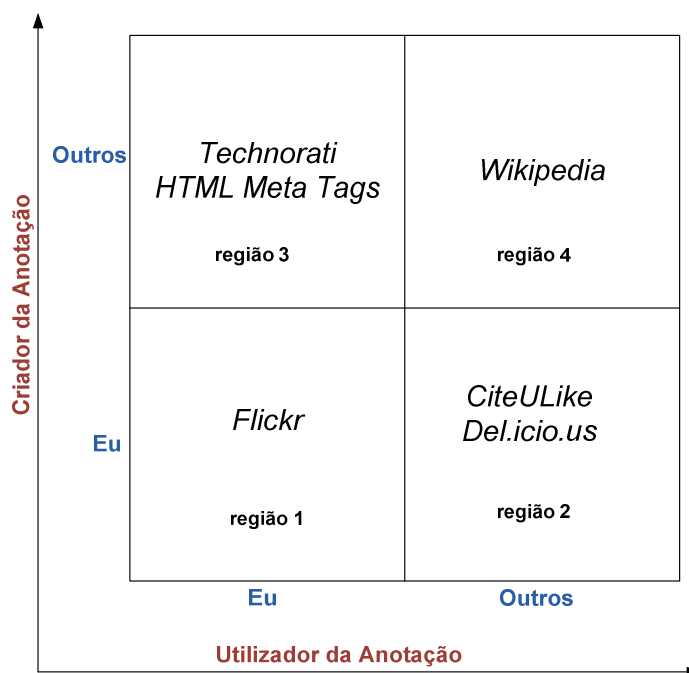 Outros
Technorati
HTML Meta Tags
região 3
Wikipedia
região 4
Criador da Anotação
Eu
Flickr
região 1
CiteULike
Del.icio.us
região 2
Eu
Outros
Utilizador da Anotação